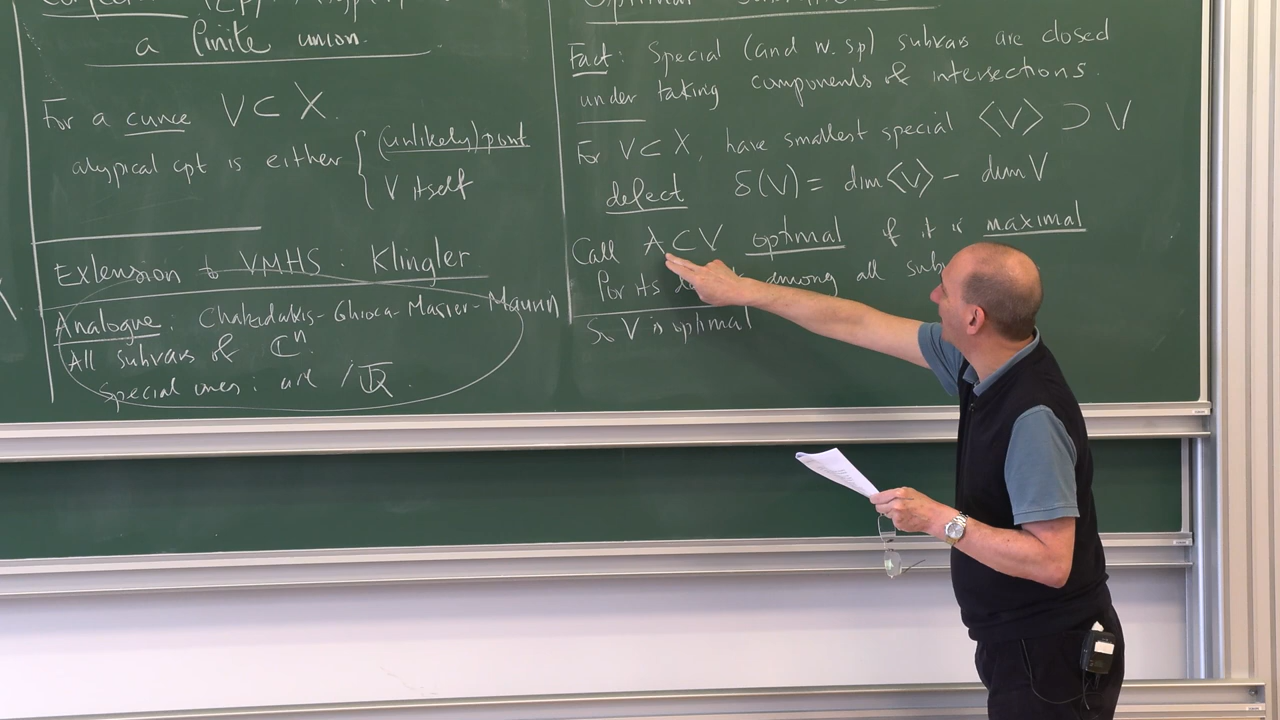 a finite union.
For a curve V ⊂ X.
atypical cpt is either { (unlikely) point
V itself
Extension to VMHS : Klingler
Analogue : Chatzidakis-Ghioca-Masser-Maurin
All subvars of ℂⁿ.
Special ones : are / ℚ̅ .
Optimal
Fact : Special (and w. sp) subvars are closed
under taking components & intersections.
For V ⊂ X, have smallest special ⟨V⟩ ⊃ V
defect δ(V) = dim⟨V⟩ - dim V
Call A ⊂ V optimal if it is maximal
for its among all
So V is optimal